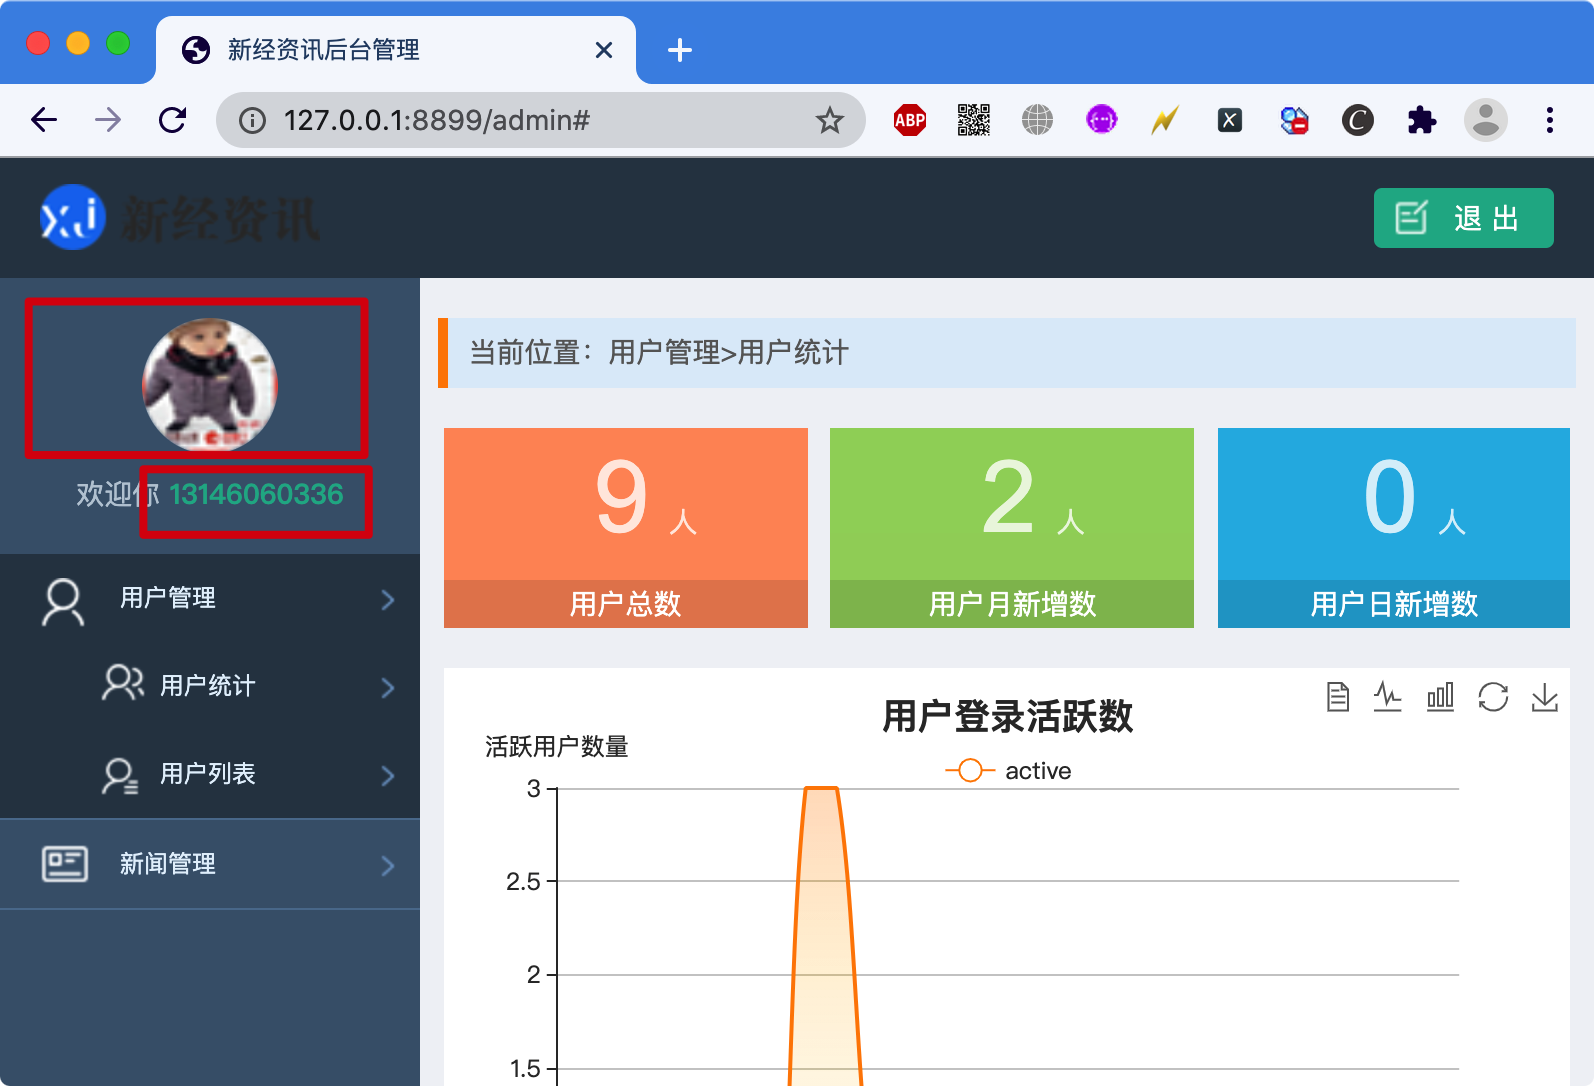 新经资讯后台管理
127.0.0.1:8899/admin#
ABP
X
C
xj 新经资讯
退 出
欢迎你 13146060336
用户管理
用户统计
用户列表
新闻管理
当前位置：用户管理>用户统计
9 人
用户总数
2 人
用户月新增数
0 人
用户日新增数
用户登录活跃数
活跃用户数量
active
3
2.5
2
1.5